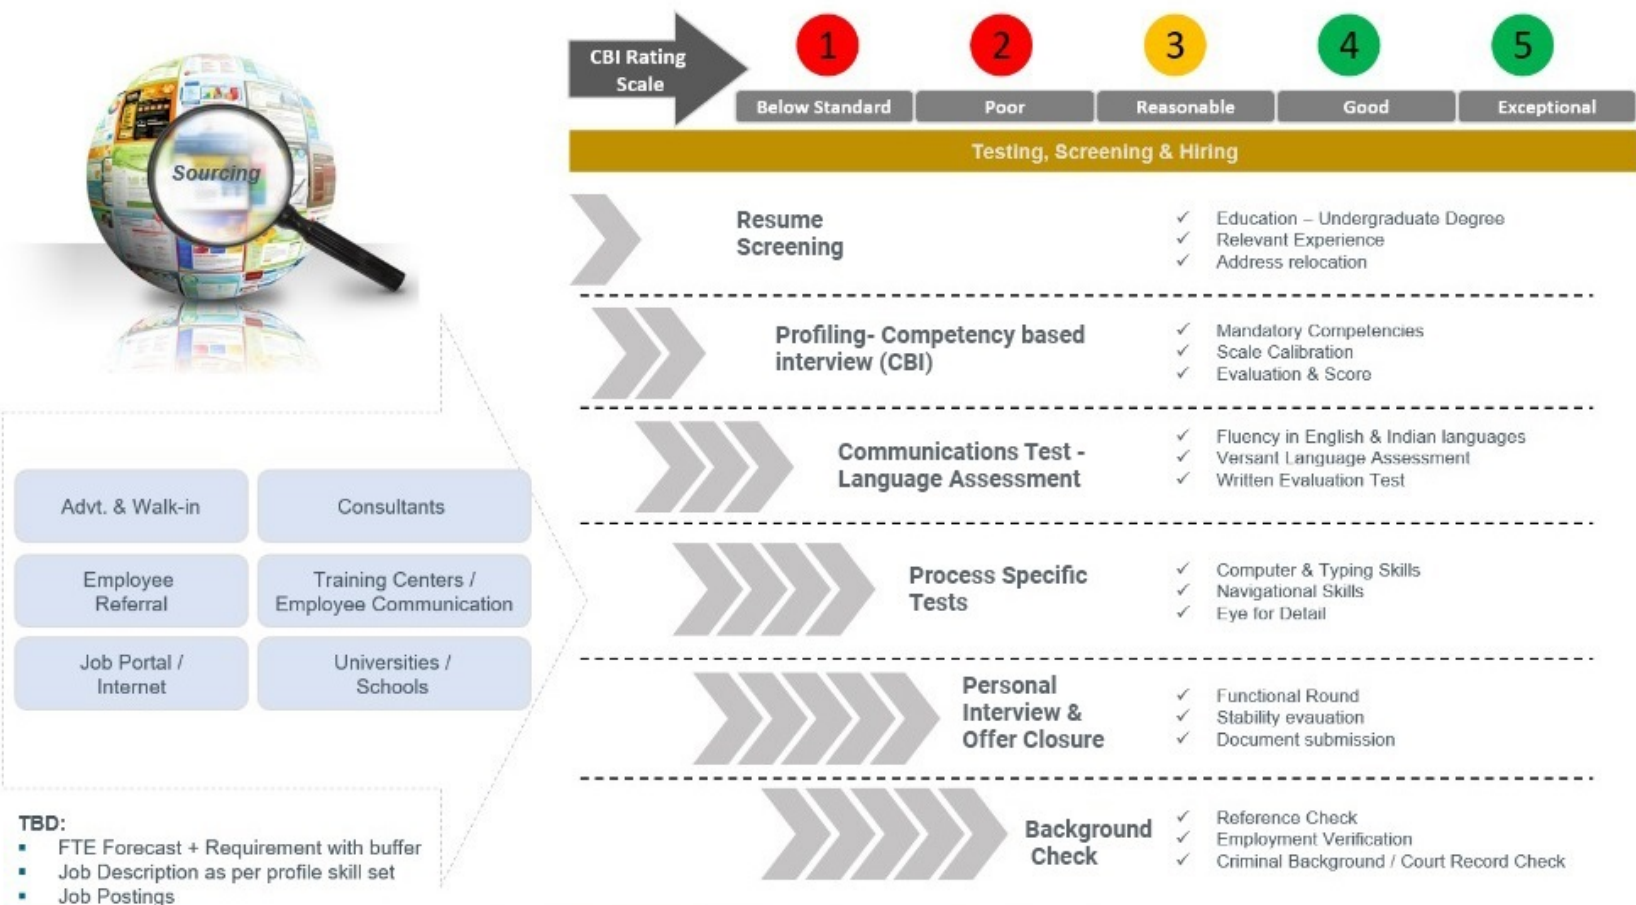 Sourcing
Advt. & Walk-in
Consultants
Employee
Referral
Training Centers /
Employee Communication
Job Portal /
Internet
Universities /
Schools
TBD:
▪ FTE Forecast + Requirement with buffer
▪ Job Description as per profile skill set
▪ Job Postings
CBI Rating
Scale
1
2
3
4
5
Below Standard
Poor
Reasonable
Good
Exceptional
Testing, Screening & Hiring
Resume
Screening
✓ Education – Undergraduate Degree
✓ Relevant Experience
✓ Address relocation
Profiling- Competency based
interview (CBI)
✓ Mandatory Competencies
✓ Scale Calibration
✓ Evaluation & Score
Communications Test -
Language Assessment
✓ Fluency in English & Indian languages
✓ Versant Language Assessment
✓ Written Evaluation Test
Process Specific
Tests
✓ Computer & Typing Skills
✓ Navigational Skills
✓ Eye for Detail
Personal
Interview &
Offer Closure
✓ Functional Round
✓ Stability evauation
✓ Document submission
Background
Check
✓ Reference Check
✓ Employment Verification
✓ Criminal Background / Court Record Check